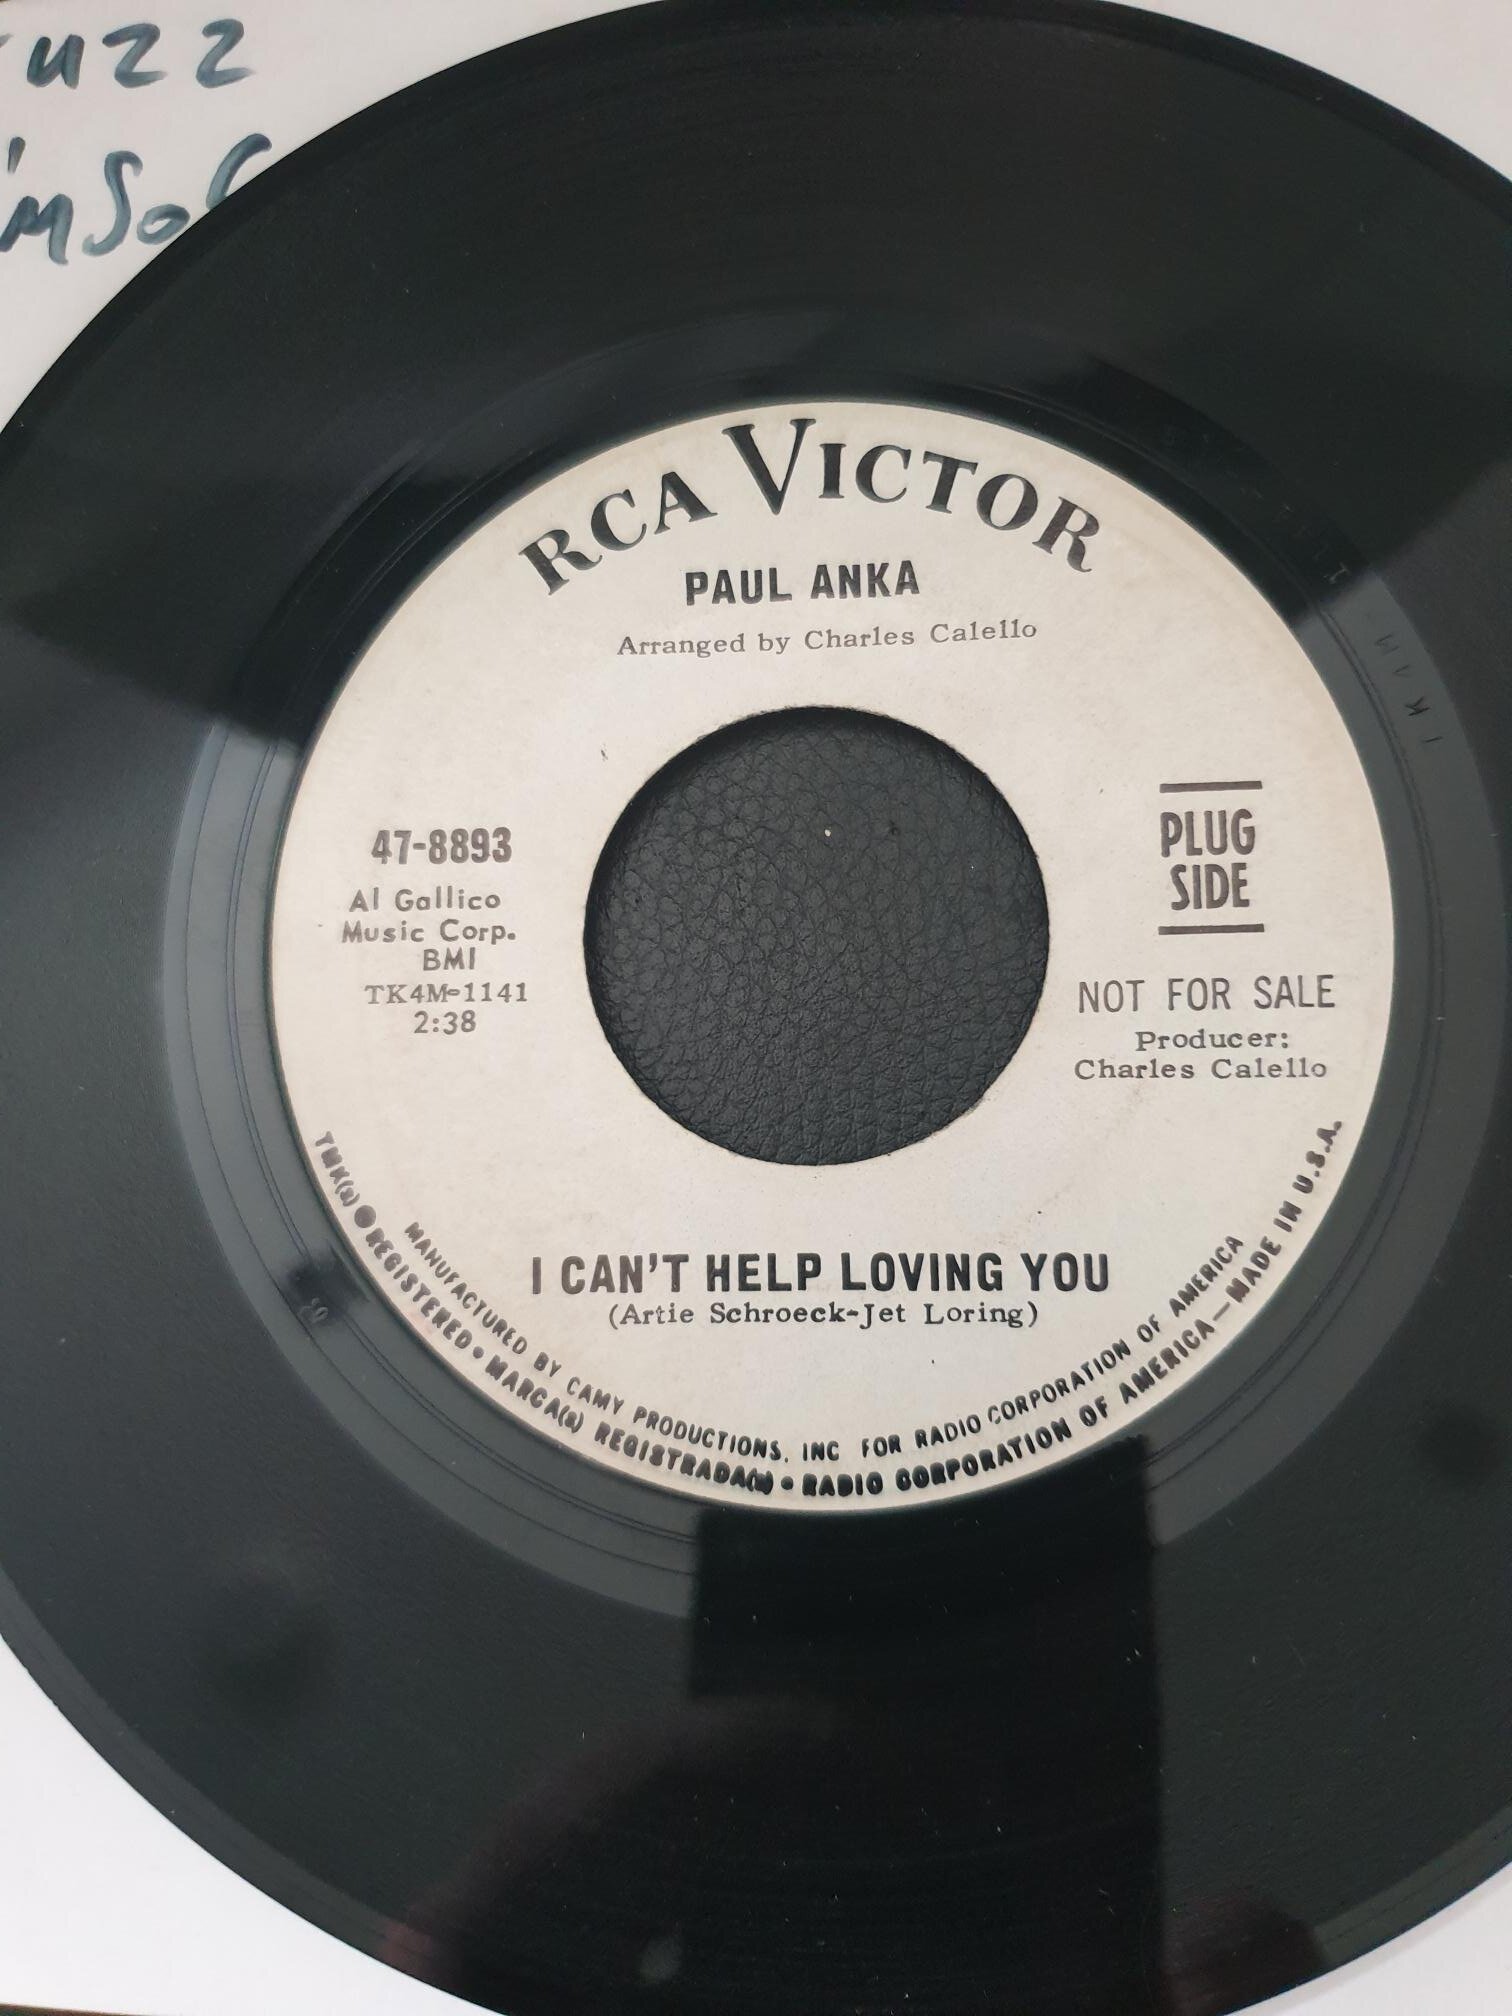 RCA VICTOR
PAUL ANKA
Arranged by Charles Calello
47-8893
Al Gallico
Music Corp.
BMI
TK4M-1141
2:38
PLUG
SIDE
NOT FOR SALE
Producer:
Charles Calello
I CAN'T HELP LOVING YOU
(Artie Schroeck-Jet Loring)
MANUFACTURED BY CAMY PRODUCTIONS, INC FOR RADIO CORPORATION OF AMERICA
TMK(s) ® REGISTERED • MARCA(s) REGISTRADA(s) • RADIO CORPORATION OF AMERICA—MADE IN U.S.A.